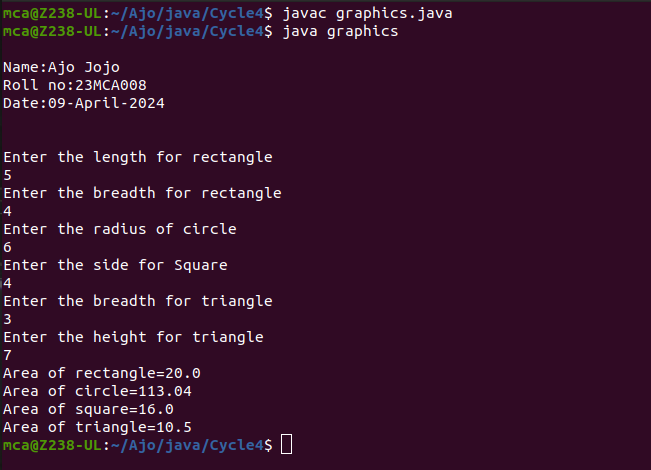 mca@Z238-UL:~/Ajo/java/Cycle4$ javac graphics.java
mca@Z238-UL:~/Ajo/java/Cycle4$ java graphics
Name:Ajo Jojo
Roll no:23MCA008
Date:09-April-2024
Enter the length for rectangle
5
Enter the breadth for rectangle
4
Enter the radius of circle
6
Enter the side for Square
4
Enter the breadth for triangle
3
Enter the height for triangle
7
Area of rectangle=20.0
Area of circle=113.04
Area of square=16.0
Area of triangle=10.5
mca@Z238-UL:~/Ajo/java/Cycle4$